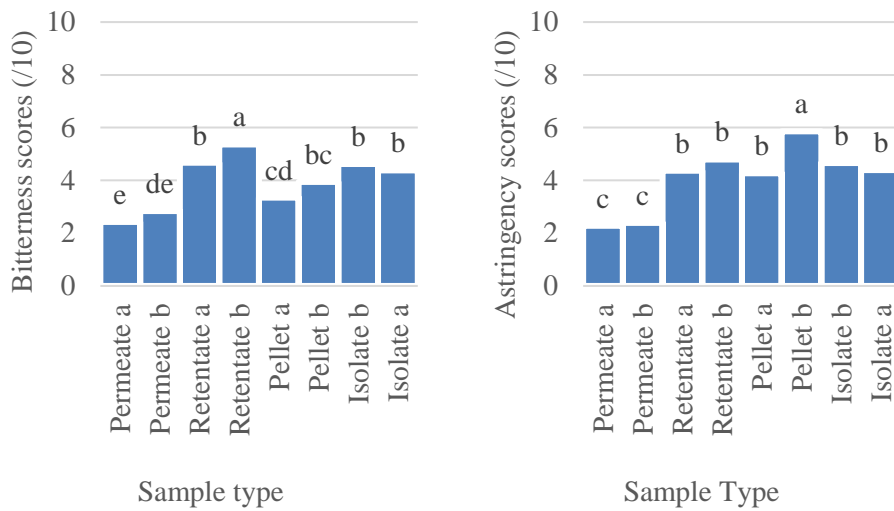 Bitterness scores (/10)
10
8
6
4
2
0
e
de
b
a
cd
bc
b
b
Permeate a
Permeate b
Retentate a
Retentate b
Pellet a
Pellet b
Isolate b
Isolate a
Sample type
Astringency scores (/10)
10
8
6
4
2
0
c
c
b
b
b
a
b
b
Permeate a
Permeate b
Retentate a
Retentate b
Pellet a
Pellet b
Isolate b
Isolate a
Sample Type